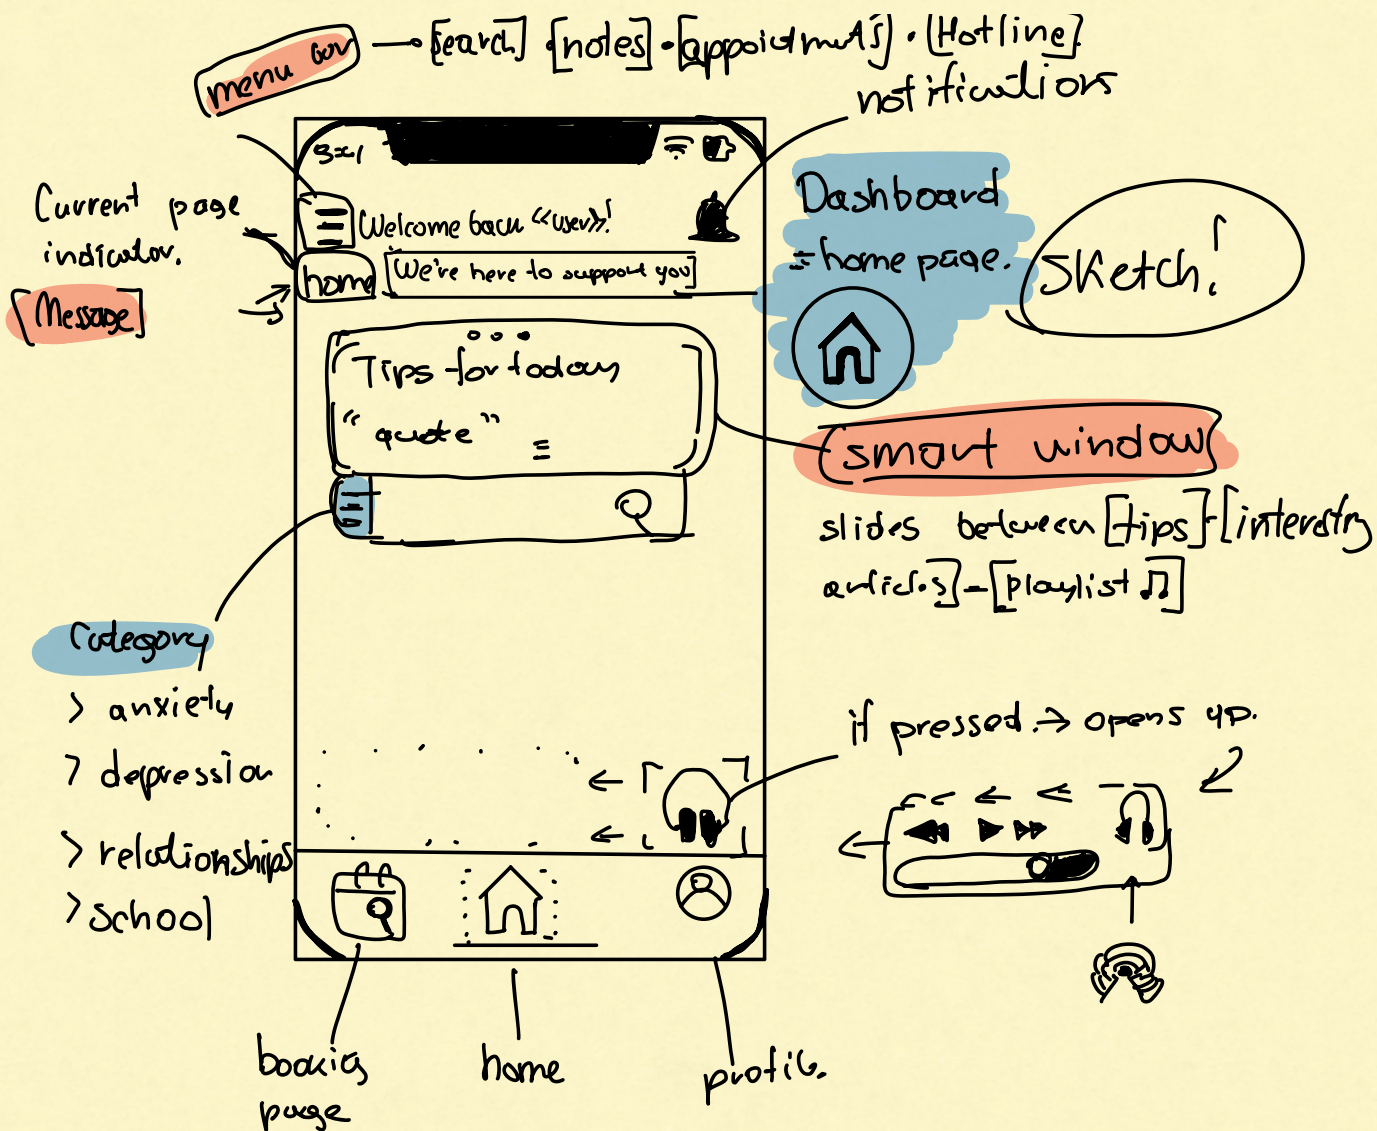 menu bar → [search] · [notes] · [appointments] · [Hotline]
notifications
Current page
indicator.
[Message]
Welcome back «user»!
home
[We're here to support you]
Dashboard
= home page.
Sketch!
Tips for today
“ quote ”
smart window
slides between [tips] - [interesting
articles] - [playlist ♫]
Category
> anxiety
> depression
> relationships
> school
if pressed. → opens up.
booking
page
home
profile.